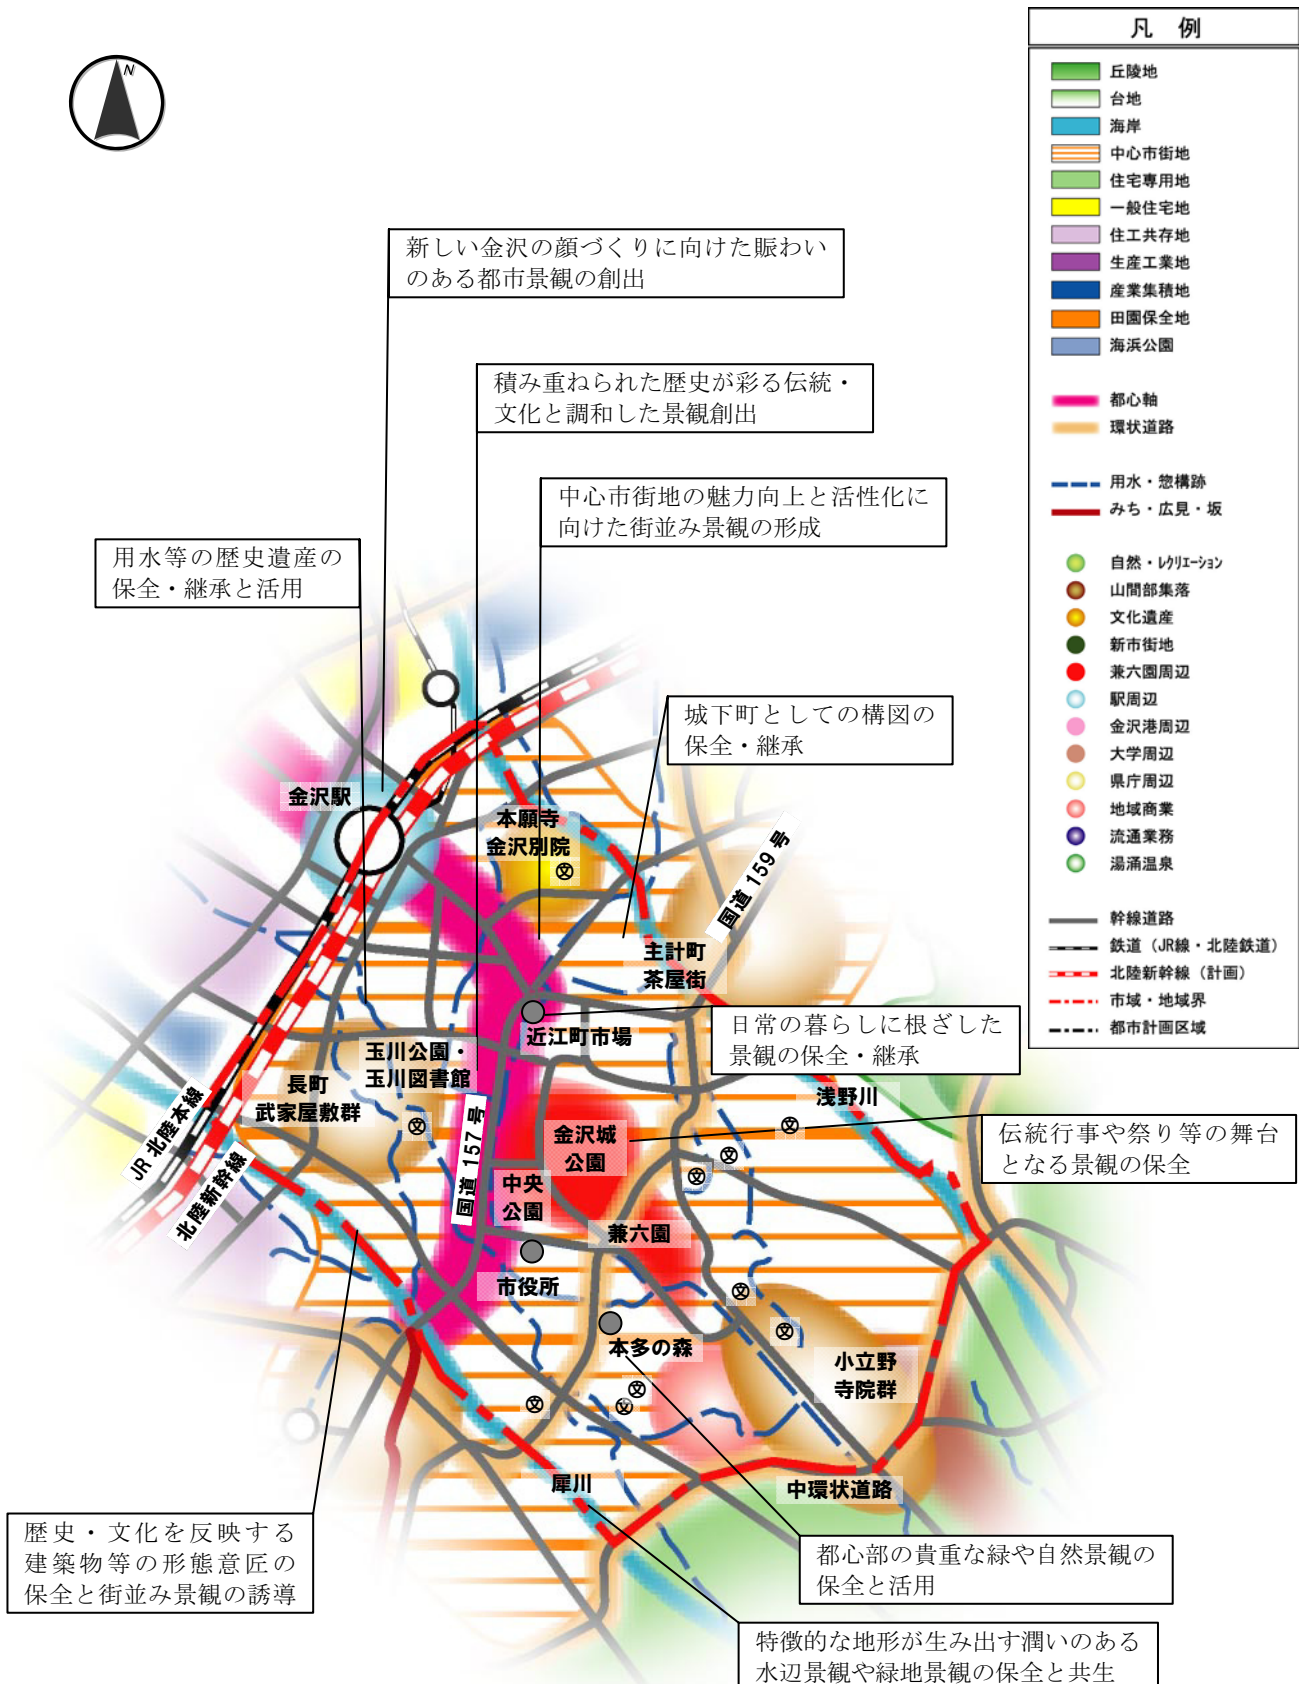 N
凡 例
丘陵地
台地
海岸
中心市街地
住宅専用地
一般住宅地
住工共存地
生産工業地
産業集積地
田園保全地
海浜公園
都心軸
環状道路
用水・惣構跡
みち・広見・坂
自然・ﾚｸﾘｴｰｼｮﾝ
山間部集落
文化遺産
新市街地
兼六園周辺
駅周辺
金沢港周辺
大学周辺
県庁周辺
地域商業
流通業務
湯涌温泉
幹線道路
鉄道（JR線・北陸鉄道）
北陸新幹線（計画）
市域・地域界
都市計画区域
新しい金沢の顔づくりに向けた賑わい
のある都市景観の創出
積み重ねられた歴史が彩る伝統・
文化と調和した景観創出
中心市街地の魅力向上と活性化に
向けた街並み景観の形成
用水等の歴史遺産の
保全・継承と活用
城下町としての構図の
保全・継承
金沢駅
本願寺
金沢別院
文
国道 159 号
主計町
茶屋街
近江町市場
日常の暮らしに根ざした
景観の保全・継承
玉川公園・
玉川図書館
長町
武家屋敷群
文
浅野川
文
JR 北陸本線
北陸新幹線
国道 157 号
金沢城
公園
伝統行事や祭り等の舞台
となる景観の保全
文
文
中央
公園
兼六園
市役所
文
文
本多の森
小立野
寺院群
文
文
文
犀川
中環状道路
歴史・文化を反映する
建築物等の形態意匠の
保全と街並み景観の誘導
都心部の貴重な緑や自然景観の
保全と活用
特徴的な地形が生み出す潤いのある
水辺景観や緑地景観の保全と共生